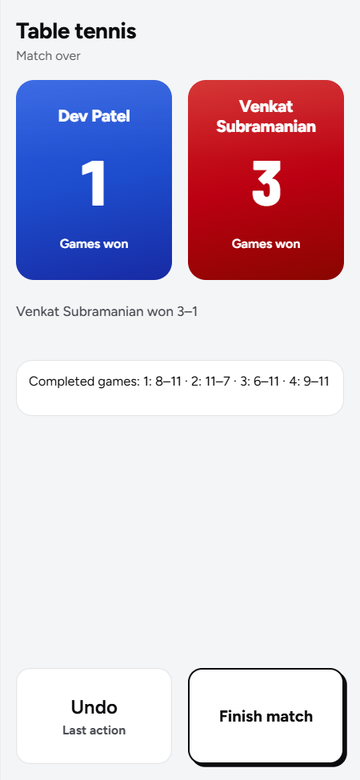 Table tennis
Match over
Dev Patel
1
Games won
Venkat
Subramanian
3
Games won
Venkat Subramanian won 3–1
Completed games: 1: 8–11 · 2: 11–7 · 3: 6–11 · 4: 9–11
Undo
Last action
Finish match